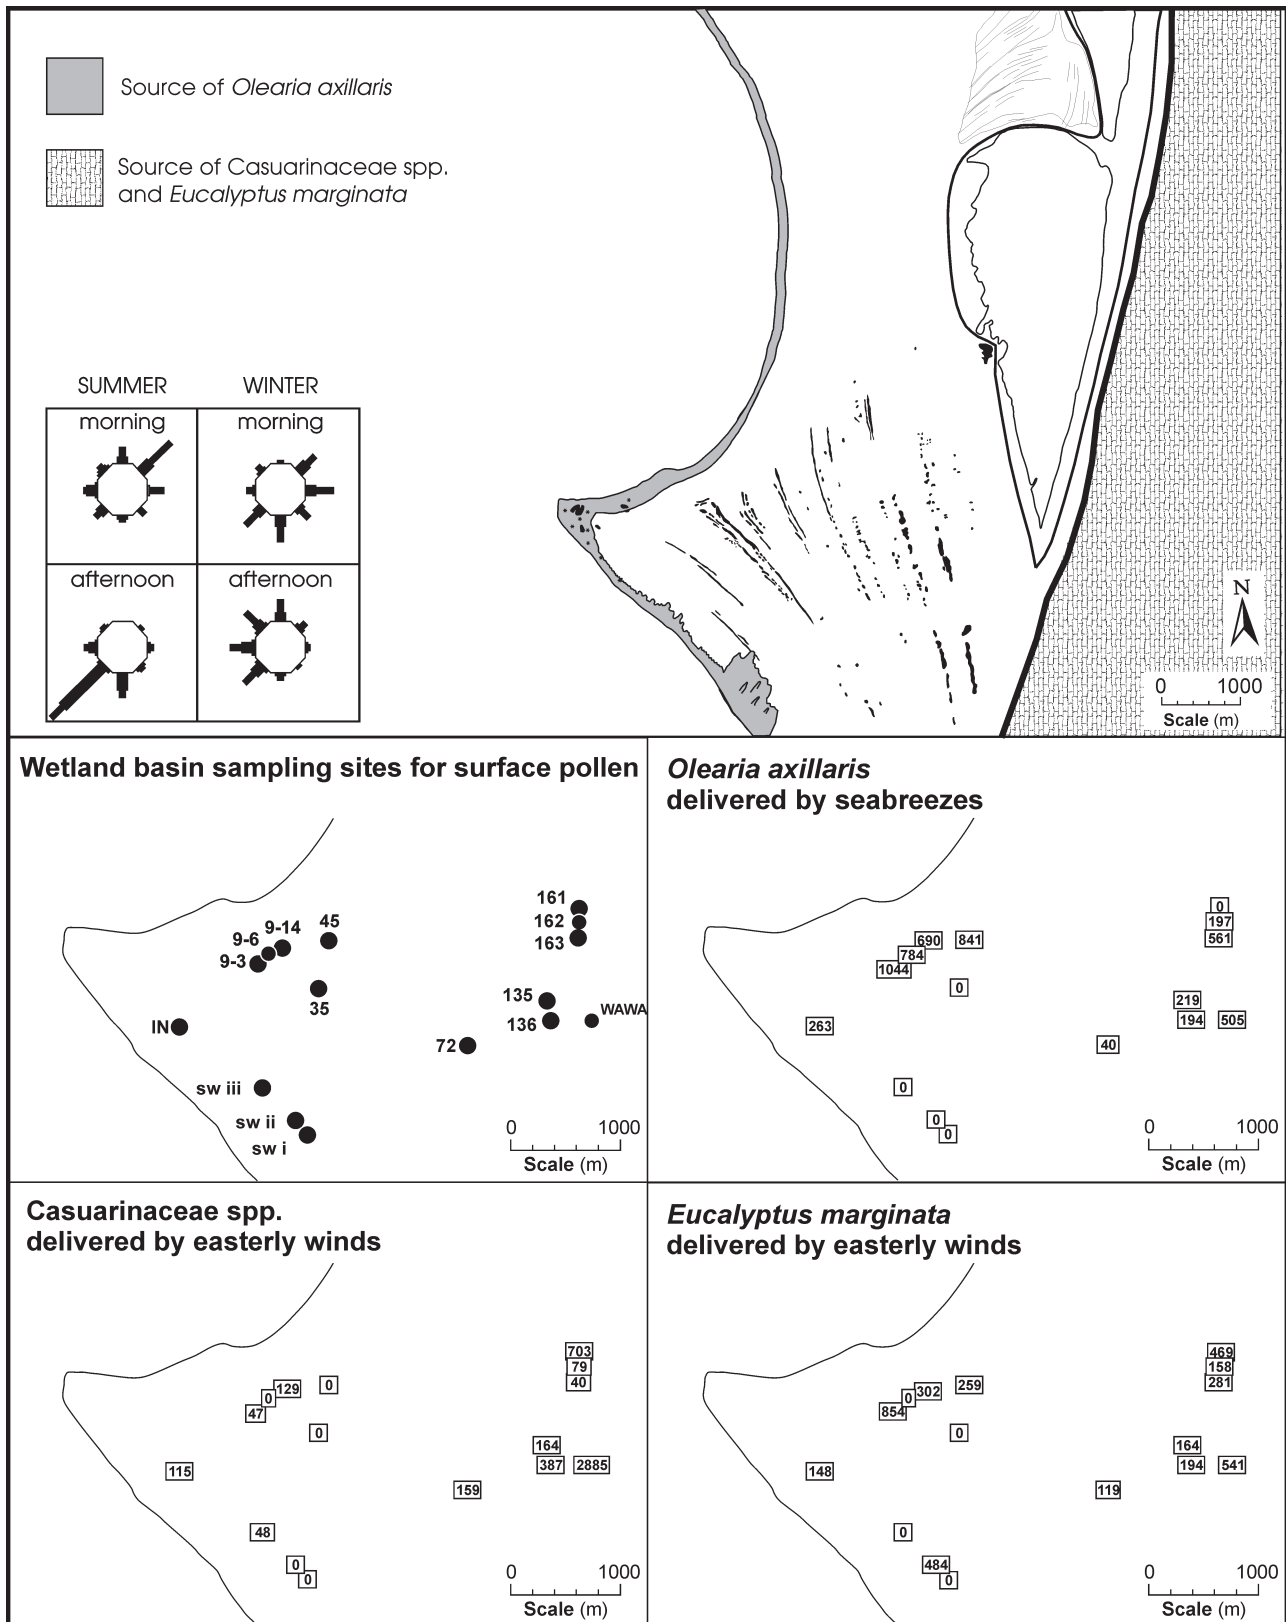 Source of Olearia axillaris
Source of Casuarinaceae spp.
and Eucalyptus marginata
SUMMER
WINTER
morning
morning
afternoon
afternoon
N
0
1000
Scale (m)
Wetland basin sampling sites for surface pollen
161
162
163
45
9-14
9-6
9-3
35
135
136
WAWA
IN
72
sw iii
sw ii
sw i
0
1000
Scale (m)
Olearia axillaris
delivered by seabreezes
0
197
561
690
841
784
1044
0
219
194
505
263
40
0
0
0
0
1000
Scale (m)
Casuarinaceae spp.
delivered by easterly winds
703
79
40
129
0
0
47
0
164
387
2885
115
159
48
0
0
0
1000
Scale (m)
Eucalyptus marginata
delivered by easterly winds
469
158
281
302
259
0
854
0
164
194
541
148
119
0
484
0
0
1000
Scale (m)